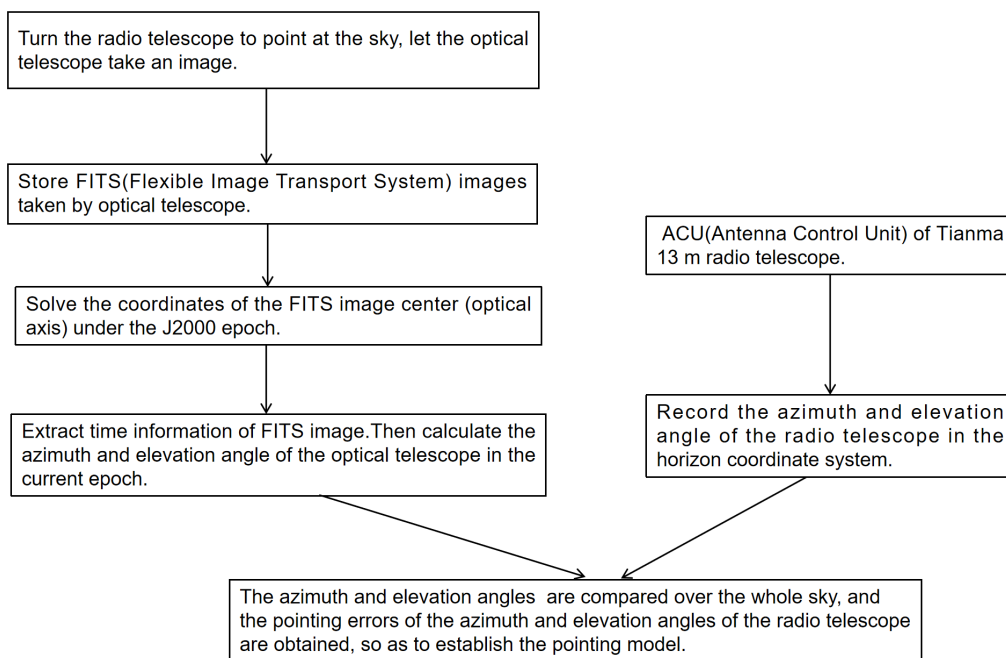 Turn the radio telescope to point at the sky, let the optical
telescope take an image.
Store FITS(Flexible Image Transport System) images
taken by optical telescope.
Solve the coordinates of the FITS image center (optical
axis) under the J2000 epoch.
Extract time information of FITS image.Then calculate the
azimuth and elevation angle of the optical telescope in the
current epoch.
ACU(Antenna Control Unit) of Tianma
13 m radio telescope.
Record the azimuth and elevation
angle of the radio telescope in the
horizon coordinate system.
The azimuth and elevation angles are compared over the whole sky, and
the pointing errors of the azimuth and elevation angles of the radio telescope
are obtained, so as to establish the pointing model.